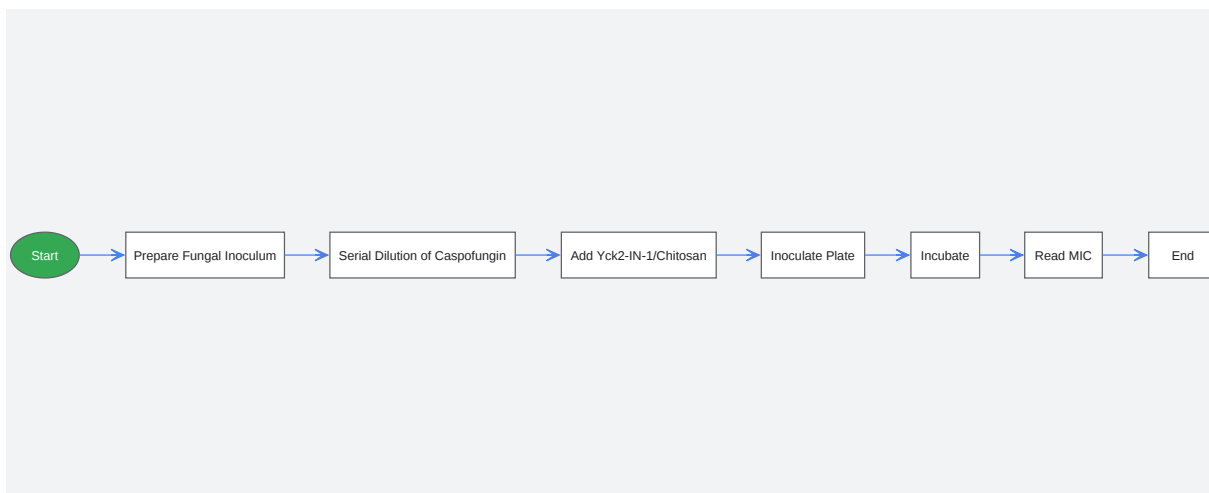 Start
Prepare Fungal Inoculum
Serial Dilution of Caspofungin
Add Yck2-IN-1/Chitosan
Inoculate Plate
Incubate
Read MIC
End